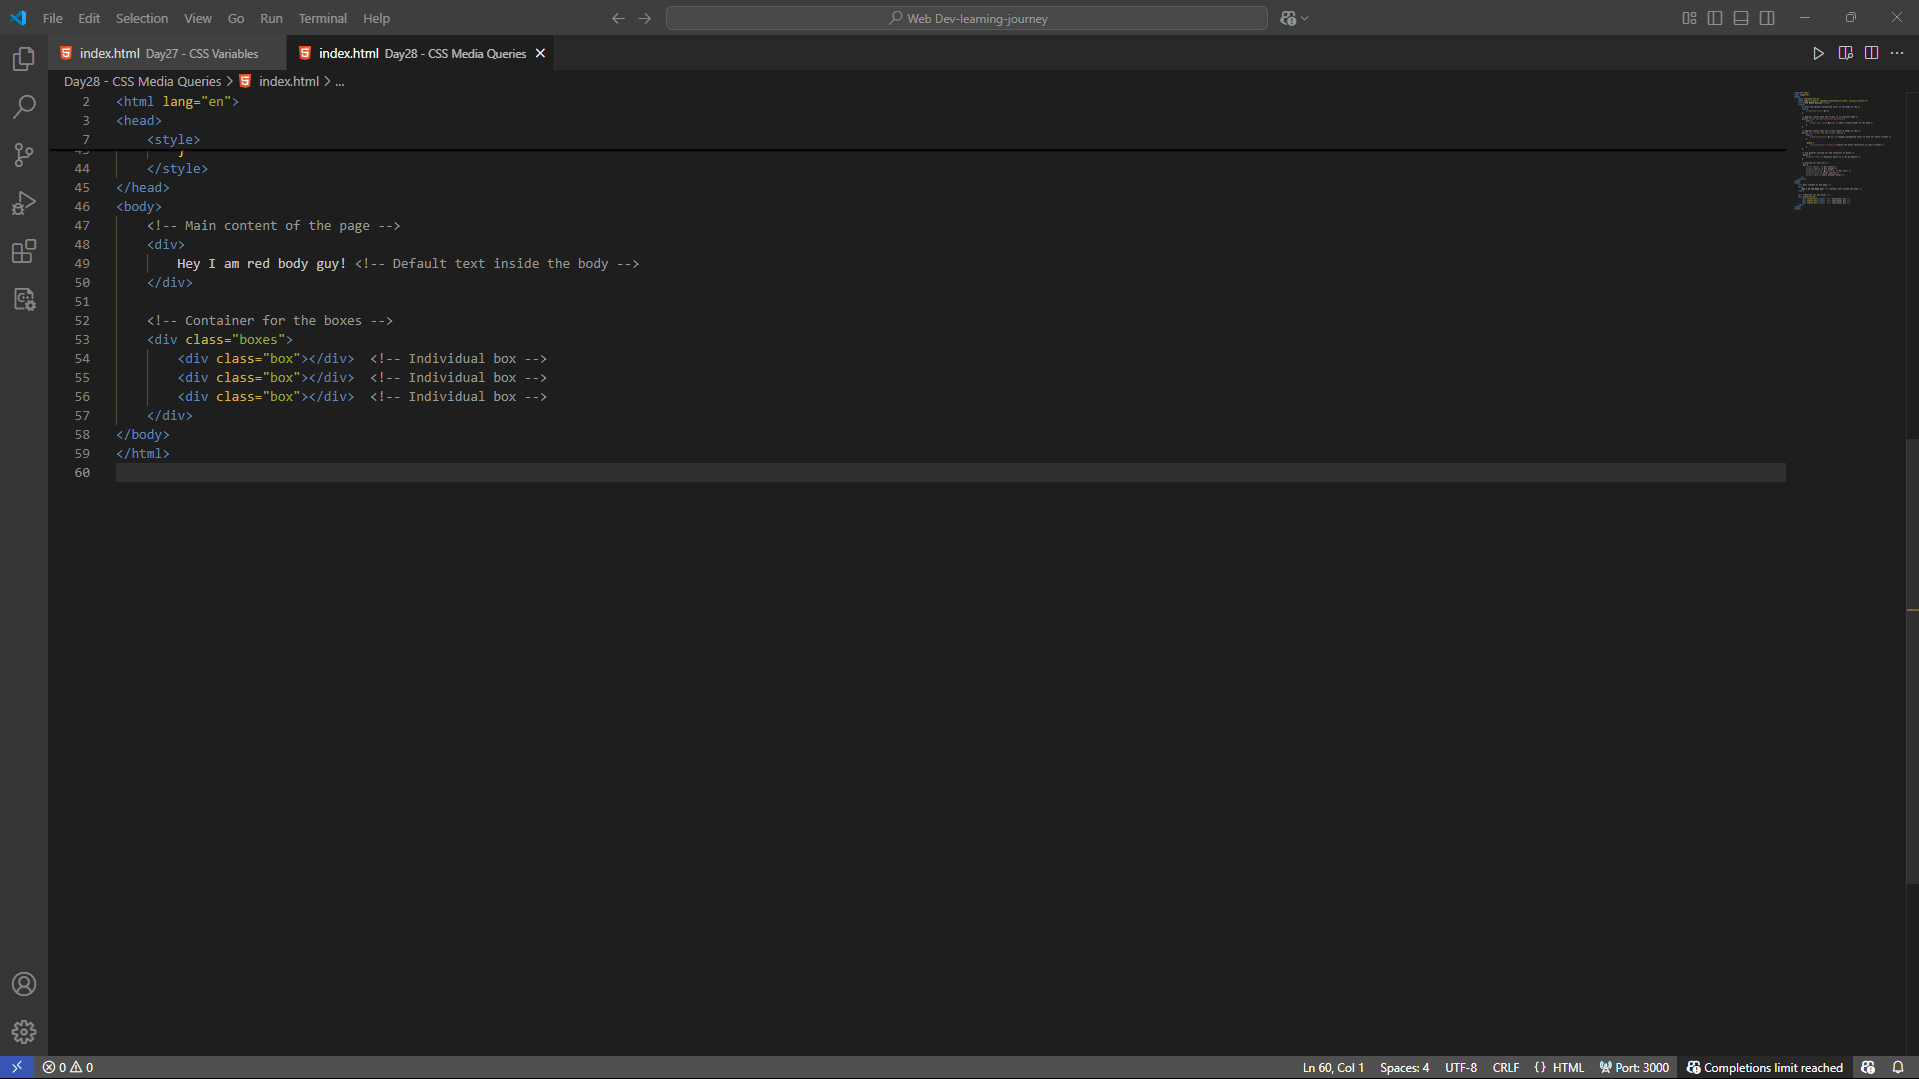 File Edit Selection View Go Run Terminal Help Web Dev-learning-journey
index.html Day27 - CSS Variables index.html Day28 - CSS Media Queries
Day28 - CSS Media Queries > index.html > ...
2 <html lang="en">
3 <head>
7 <style>
43 }
44 </style>
45 </head>
46 <body>
47 <!-- Main content of the page -->
48 <div>
49 Hey I am red body guy! <!-- Default text inside the body -->
50 </div>
51
52 <!-- Container for the boxes -->
53 <div class="boxes">
54 <div class="box"></div> <!-- Individual box -->
55 <div class="box"></div> <!-- Individual box -->
56 <div class="box"></div> <!-- Individual box -->
57 </div>
58 </body>
59 </html>
60
0 0 Ln 60, Col 1 Spaces: 4 UTF-8 CRLF {} HTML Port: 3000 Completions limit reached